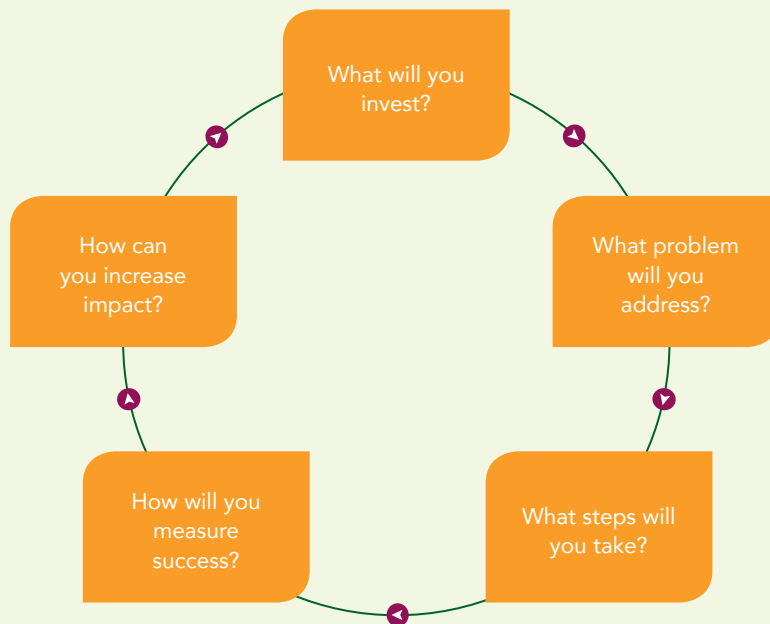 What will you
invest?
What problem
will you
address?
What steps will
you take?
How will you
measure
success?
How can
you increase
impact?